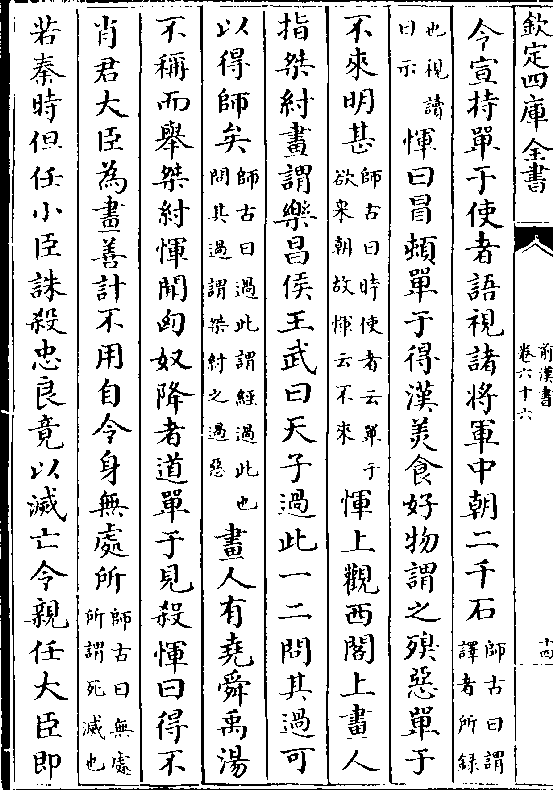 欽定四庫全書
前漢書
卷六十六
十四
令宣持單于使者語視諸將軍中朝二千石師古曰謂譯者所録
也視讀曰示惲曰冒頓單于得漢美食好物謂之殠惡單于
不來明甚師古曰時使者云單于欲來朝故惲云不來惲上觀西閣上畫人
指桀紂畫謂樂昌侯王武曰天子過此一二問其過可
以得師矣師古曰過此謂經過此也問其過謂桀紂之過惡畫人有堯舜禹湯
不稱而舉桀紂惲聞匈奴降者道單于見殺惲曰得不
肖君大臣為畫善計不用自令身無處所師古曰無處所謂死滅也
若秦時但任小臣誅殺忠良竟以滅亡令親任大臣即